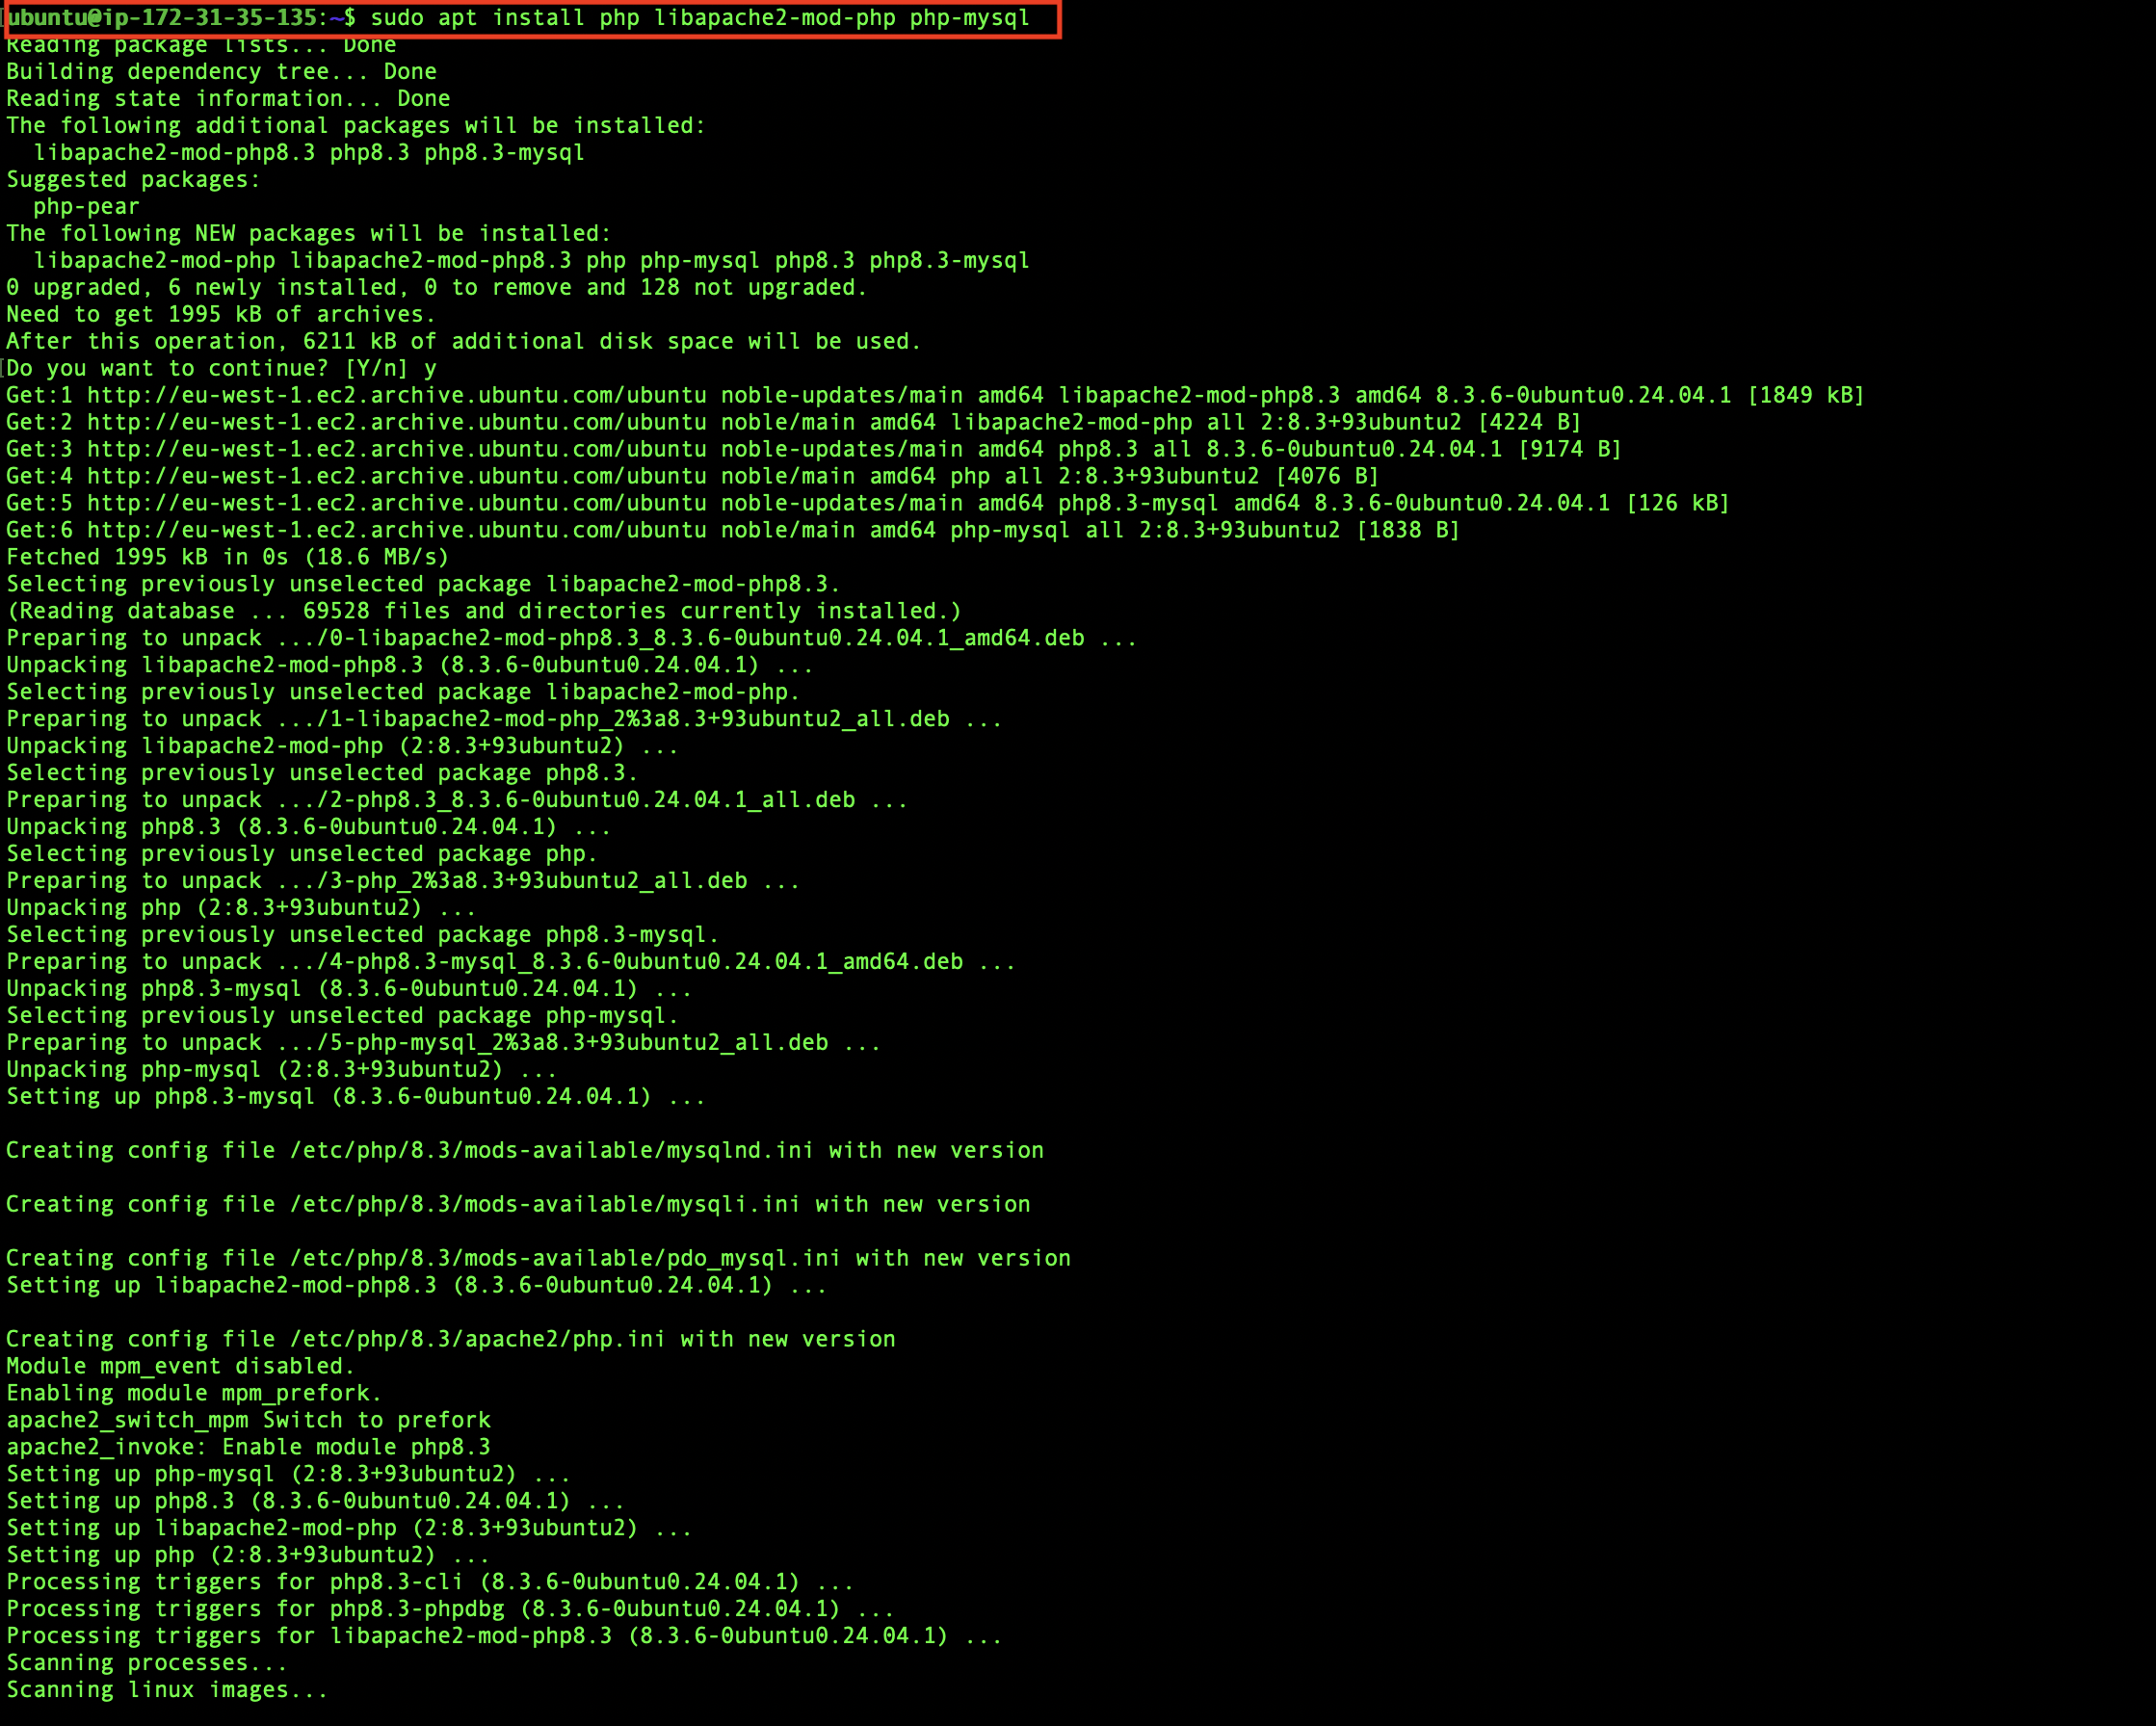 ubuntu@ip-172-31-35-135:~$ sudo apt install php libapache2-mod-php php-mysql
Reading package lists... Done
Building dependency tree... Done
Reading state information... Done
The following additional packages will be installed:
  libapache2-mod-php8.3 php8.3 php8.3-mysql
Suggested packages:
  php-pear
The following NEW packages will be installed:
  libapache2-mod-php libapache2-mod-php8.3 php php-mysql php8.3 php8.3-mysql
0 upgraded, 6 newly installed, 0 to remove and 128 not upgraded.
Need to get 1995 kB of archives.
After this operation, 6211 kB of additional disk space will be used.
Do you want to continue? [Y/n] y
Get:1 http://eu-west-1.ec2.archive.ubuntu.com/ubuntu noble-updates/main amd64 libapache2-mod-php8.3 amd64 8.3.6-0ubuntu0.24.04.1 [1849 kB]
Get:2 http://eu-west-1.ec2.archive.ubuntu.com/ubuntu noble/main amd64 libapache2-mod-php all 2:8.3+93ubuntu2 [4224 B]
Get:3 http://eu-west-1.ec2.archive.ubuntu.com/ubuntu noble-updates/main amd64 php8.3 all 8.3.6-0ubuntu0.24.04.1 [9174 B]
Get:4 http://eu-west-1.ec2.archive.ubuntu.com/ubuntu noble/main amd64 php all 2:8.3+93ubuntu2 [4076 B]
Get:5 http://eu-west-1.ec2.archive.ubuntu.com/ubuntu noble-updates/main amd64 php8.3-mysql amd64 8.3.6-0ubuntu0.24.04.1 [126 kB]
Get:6 http://eu-west-1.ec2.archive.ubuntu.com/ubuntu noble/main amd64 php-mysql all 2:8.3+93ubuntu2 [1838 B]
Fetched 1995 kB in 0s (18.6 MB/s)
Selecting previously unselected package libapache2-mod-php8.3.
(Reading database ... 69528 files and directories currently installed.)
Preparing to unpack .../0-libapache2-mod-php8.3_8.3.6-0ubuntu0.24.04.1_amd64.deb ...
Unpacking libapache2-mod-php8.3 (8.3.6-0ubuntu0.24.04.1) ...
Selecting previously unselected package libapache2-mod-php.
Preparing to unpack .../1-libapache2-mod-php_2%3a8.3+93ubuntu2_all.deb ...
Unpacking libapache2-mod-php (2:8.3+93ubuntu2) ...
Selecting previously unselected package php8.3.
Preparing to unpack .../2-php8.3_8.3.6-0ubuntu0.24.04.1_all.deb ...
Unpacking php8.3 (8.3.6-0ubuntu0.24.04.1) ...
Selecting previously unselected package php.
Preparing to unpack .../3-php_2%3a8.3+93ubuntu2_all.deb ...
Unpacking php (2:8.3+93ubuntu2) ...
Selecting previously unselected package php8.3-mysql.
Preparing to unpack .../4-php8.3-mysql_8.3.6-0ubuntu0.24.04.1_amd64.deb ...
Unpacking php8.3-mysql (8.3.6-0ubuntu0.24.04.1) ...
Selecting previously unselected package php-mysql.
Preparing to unpack .../5-php-mysql_2%3a8.3+93ubuntu2_all.deb ...
Unpacking php-mysql (2:8.3+93ubuntu2) ...
Setting up php8.3-mysql (8.3.6-0ubuntu0.24.04.1) ...
Creating config file /etc/php/8.3/mods-available/mysqlnd.ini with new version
Creating config file /etc/php/8.3/mods-available/mysqli.ini with new version
Creating config file /etc/php/8.3/mods-available/pdo_mysql.ini with new version
Setting up libapache2-mod-php8.3 (8.3.6-0ubuntu0.24.04.1) ...
Creating config file /etc/php/8.3/apache2/php.ini with new version
Module mpm_event disabled.
Enabling module mpm_prefork.
apache2_switch_mpm Switch to prefork
apache2_invoke: Enable module php8.3
Setting up php-mysql (2:8.3+93ubuntu2) ...
Setting up php8.3 (8.3.6-0ubuntu0.24.04.1) ...
Setting up libapache2-mod-php (2:8.3+93ubuntu2) ...
Setting up php (2:8.3+93ubuntu2) ...
Processing triggers for php8.3-cli (8.3.6-0ubuntu0.24.04.1) ...
Processing triggers for php8.3-phpdbg (8.3.6-0ubuntu0.24.04.1) ...
Processing triggers for libapache2-mod-php8.3 (8.3.6-0ubuntu0.24.04.1) ...
Scanning processes...
Scanning linux images...